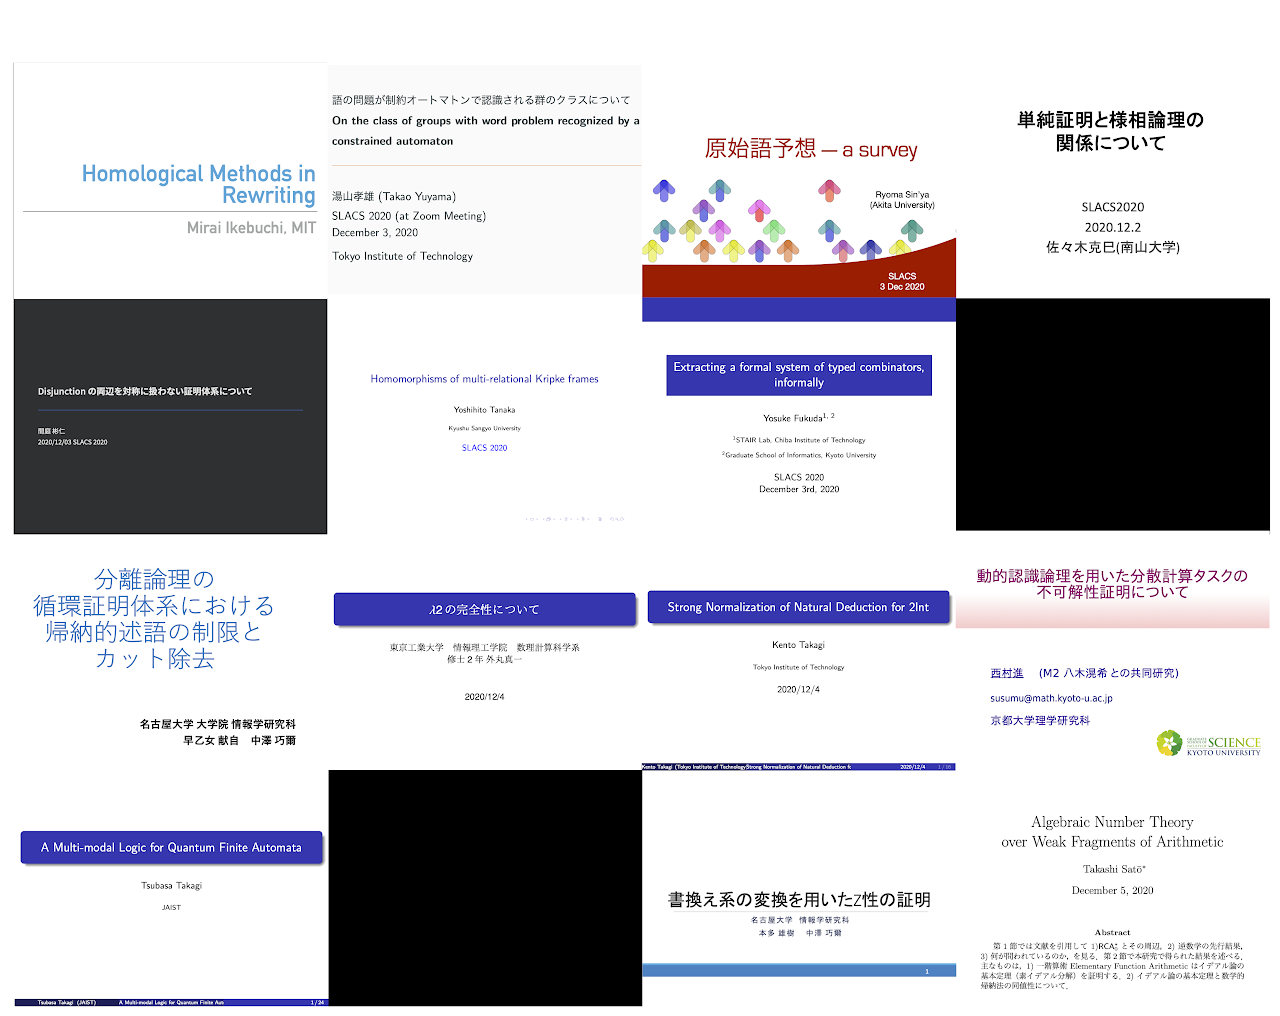 Homological Methods in
Rewriting
Mirai Ikebuchi, MIT
語の問題が制約オートマトンで認識される群のクラスについて
On the class of groups with word problem recognized by a
constrained automaton
湯山孝雄 (Takao Yuyama)
SLACS 2020 (at Zoom Meeting)
December 3, 2020
Tokyo Institute of Technology
原始語予想 — a survey
Ryoma Sin'ya
(Akita University)
SLACS
3 Dec 2020
単純証明と様相論理の
関係について
SLACS2020
2020.12.2
佐々木克巳(南山大学)
Disjunction の両辺を対称に扱わない証明体系について
間庭 彬仁
2020/12/03 SLACS 2020
Homomorphisms of multi-relational Kripke frames
Yoshihito Tanaka
Kyushu Sangyo University
SLACS 2020
Extracting a formal system of typed combinators,
informally
Yosuke Fukuda1, 2
1STAIR Lab, Chiba Institute of Technology
2Graduate School of Informatics, Kyoto University
SLACS 2020
December 3rd, 2020
分離論理の
循環証明体系における
帰納的述語の制限と
カット除去
名古屋大学 大学院 情報学研究科
早乙女 献自 中澤 巧爾
λ2 の完全性について
東京工業大学 情報理工学院 数理計算科学系
修士 2 年 外丸真一
2020/12/4
Strong Normalization of Natural Deduction for 2Int
Kento Takagi
Tokyo Institute of Technology
2020/12/4
Kento Takagi (Tokyo Institute of Technology)Strong Normalization of Natural Deduction fo
2020/12/4
動的認識論理を用いた分散計算タスクの
不可解性証明について
西村進 (M2 八木滉希 との共同研究)
susumu@math.kyoto-u.ac.jp
京都大学理学研究科
SCIENCE
KYOTO UNIVERSITY
A Multi-modal Logic for Quantum Finite Automata
Tsubasa Takagi
JAIST
Tsubasa Takagi (JAIST) A Multi-modal Logic for Quantum Finite Aut 1 / 24
書換え系の変換を用いたZ性の証明
名古屋大学 情報学研究科
本多 雄樹 中澤 巧爾
1
Algebraic Number Theory
over Weak Fragments of Arithmetic
Takashi Satō*
December 5, 2020
Abstract
第 1 節では文献を引用して 1)RCA*0 とその周辺, 2) 逆数学の先行結果,
3) 何が問われているのか, を見る. 第 2 節で本研究で得られた結果を述べる.
主なものは, 1) 一階算術 Elementary Function Arithmetic はイデアル論の
基本定理 (素イデアル分解) を証明する. 2) イデアル論の基本定理と数学的
帰納法の同値性について.